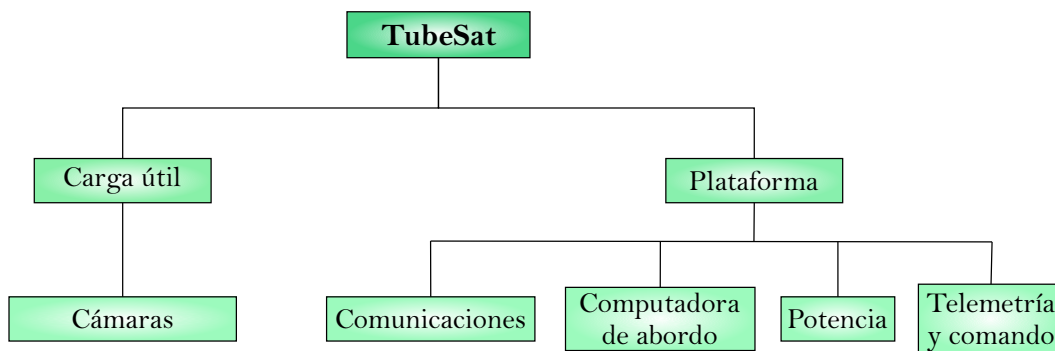 TubeSat
Carga útil
Plataforma
Cámaras
Comunicaciones
Computadora
de abordo
Potencia
Telemetría
y comando